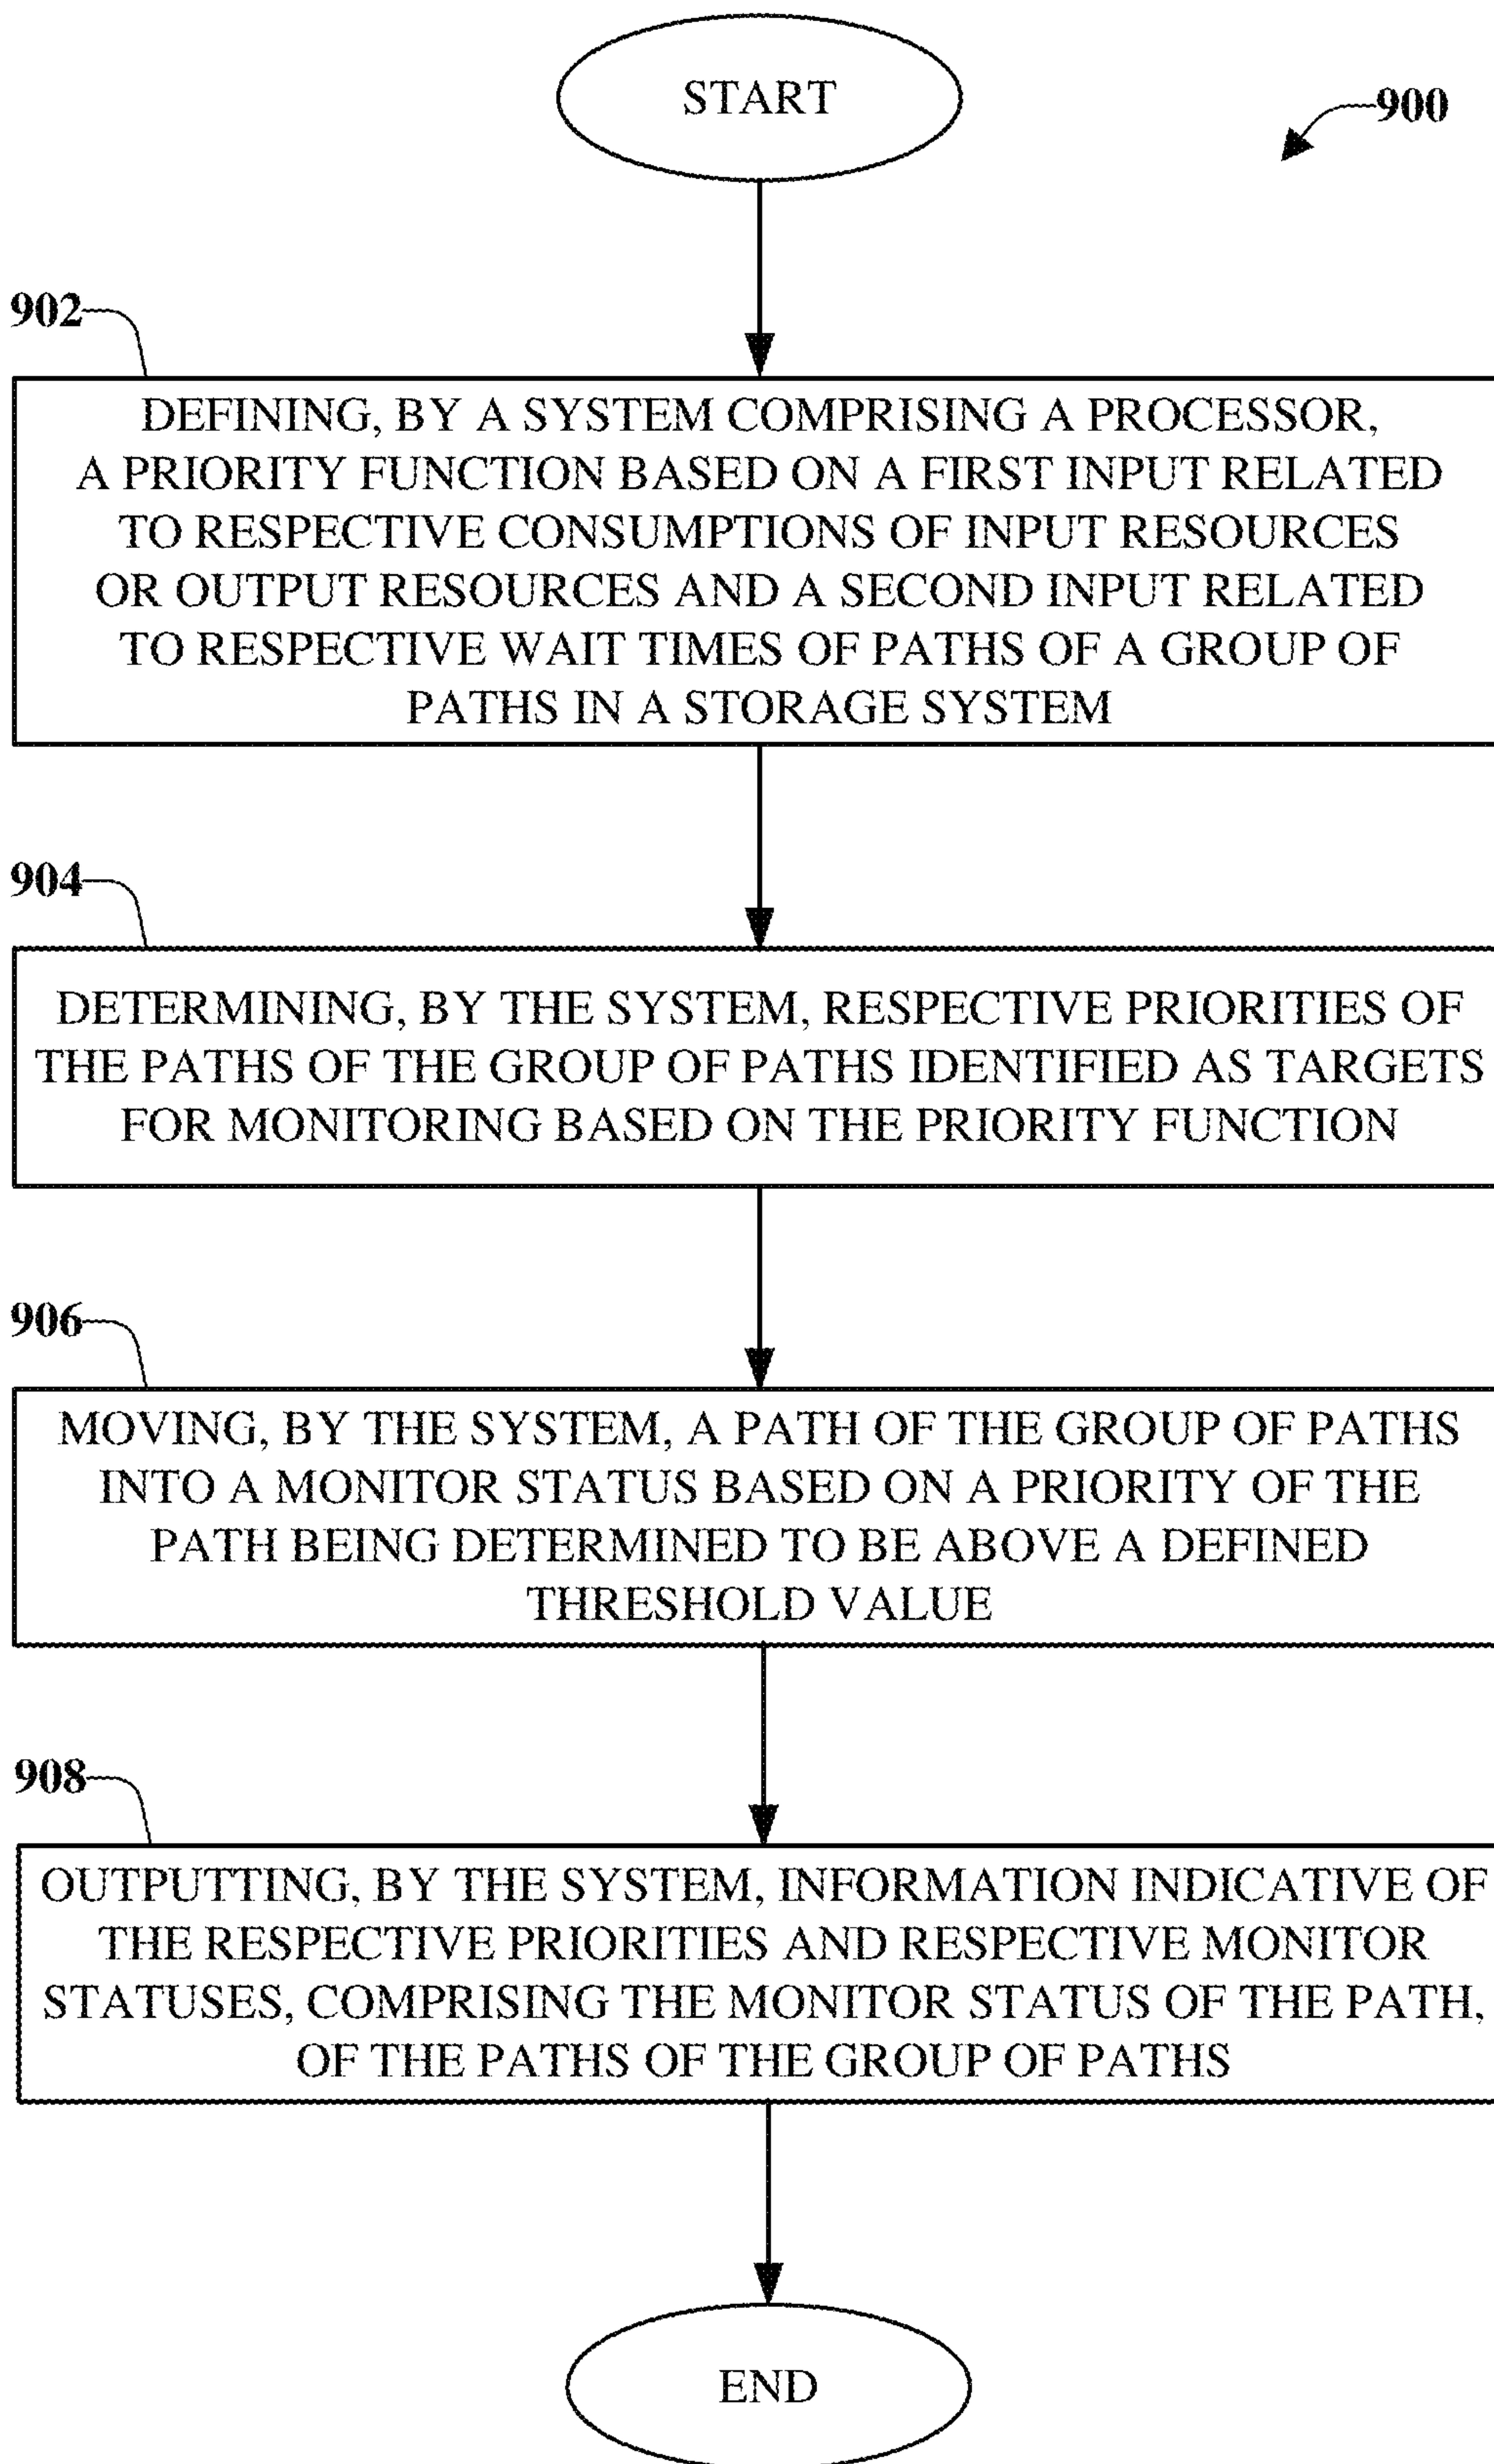 START
900
902
DEFINING, BY A SYSTEM COMPRISING A PROCESSOR,
A PRIORITY FUNCTION BASED ON A FIRST INPUT RELATED
TO RESPECTIVE CONSUMPTIONS OF INPUT RESOURCES
OR OUTPUT RESOURCES AND A SECOND INPUT RELATED
TO RESPECTIVE WAIT TIMES OF PATHS OF A GROUP OF
PATHS IN A STORAGE SYSTEM
904
DETERMINING, BY THE SYSTEM, RESPECTIVE PRIORITIES OF
THE PATHS OF THE GROUP OF PATHS IDENTIFIED AS TARGETS
FOR MONITORING BASED ON THE PRIORITY FUNCTION
906
MOVING, BY THE SYSTEM, A PATH OF THE GROUP OF PATHS
INTO A MONITOR STATUS BASED ON A PRIORITY OF THE
PATH BEING DETERMINED TO BE ABOVE A DEFINED
THRESHOLD VALUE
908
OUTPUTTING, BY THE SYSTEM, INFORMATION INDICATIVE OF
THE RESPECTIVE PRIORITIES AND RESPECTIVE MONITOR
STATUSES, COMPRISING THE MONITOR STATUS OF THE PATH,
OF THE PATHS OF THE GROUP OF PATHS
END